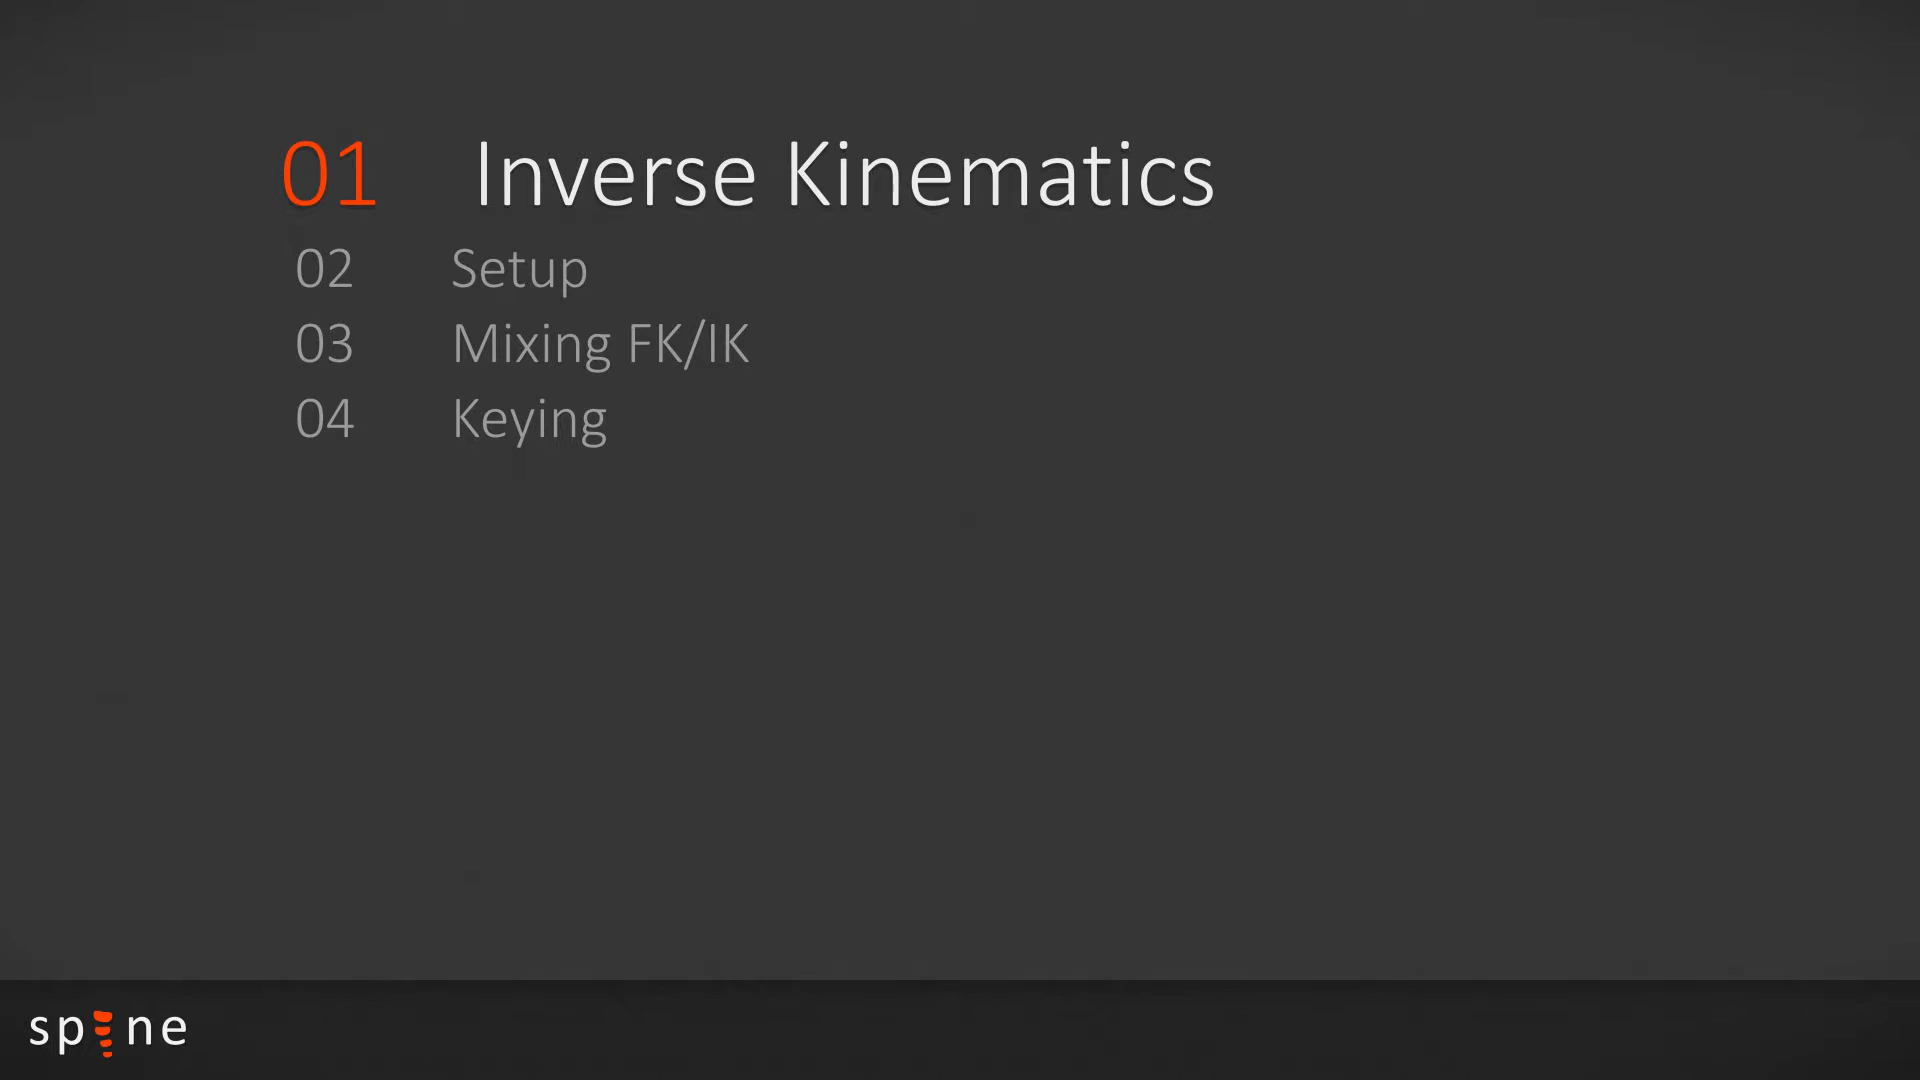 01 Inverse Kinematics
02 Setup
03 Mixing FK/IK
04 Keying
spine